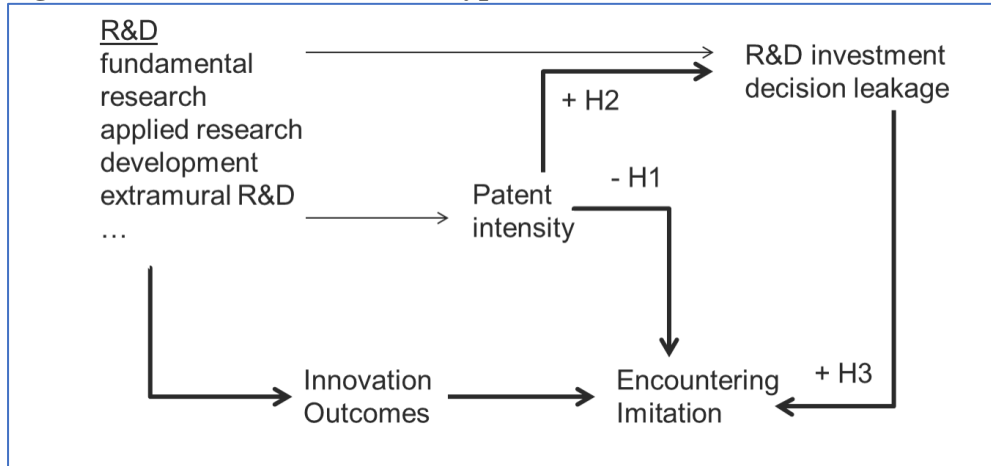 R&D
fundamental
research
applied research
development
extramural R&D
…
R&D investment
decision leakage
+ H2
- H1
Patent
intensity
Innovation
Outcomes
Encountering
Imitation
+ H3